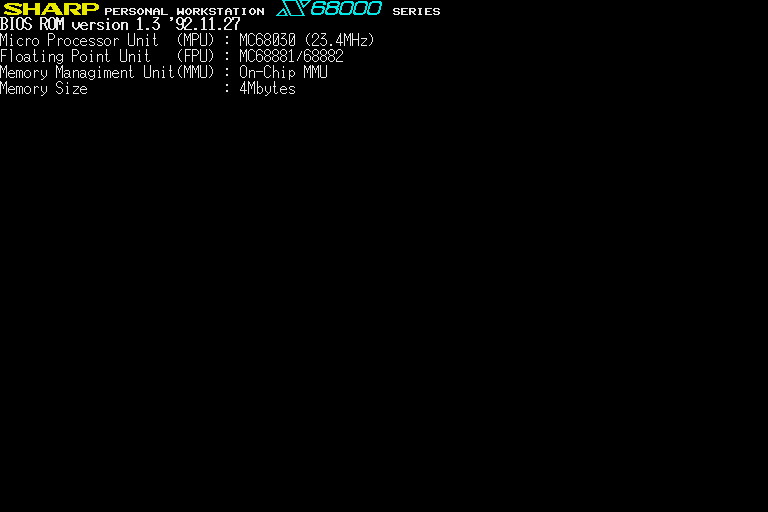 SHARP PERSONAL WORKSTATION X68000 SERIES
BIOS ROM version 1.3 '92.11.27
Micro Processor Unit  (MPU) : MC68030 (23.4MHz)
Floating Point Unit   (FPU) : MC68881/68882
Memory Managiment Unit(MMU) : On-Chip MMU
Memory Size                 : 4Mbytes